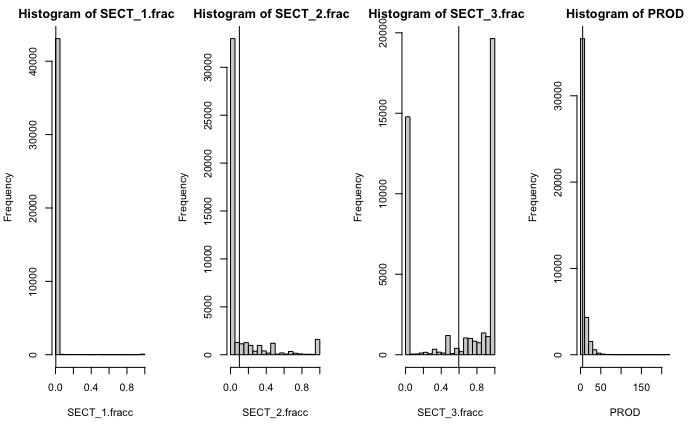 Histogram of SECT_1.frac
Histogram of SECT_2.frac
Histogram of SECT_3.frac
Histogram of PROD
Frequency
0
10000
20000
30000
40000
0.0 0.4 0.8
SECT_1.fracc
Frequency
0
5000
10000
15000
20000
25000
30000
0.0 0.4 0.8
SECT_2.fracc
Frequency
0
5000
10000
15000
20000
0.0 0.4 0.8
SECT_3.fracc
Frequency
0
10000
20000
30000
0 50 150
PROD